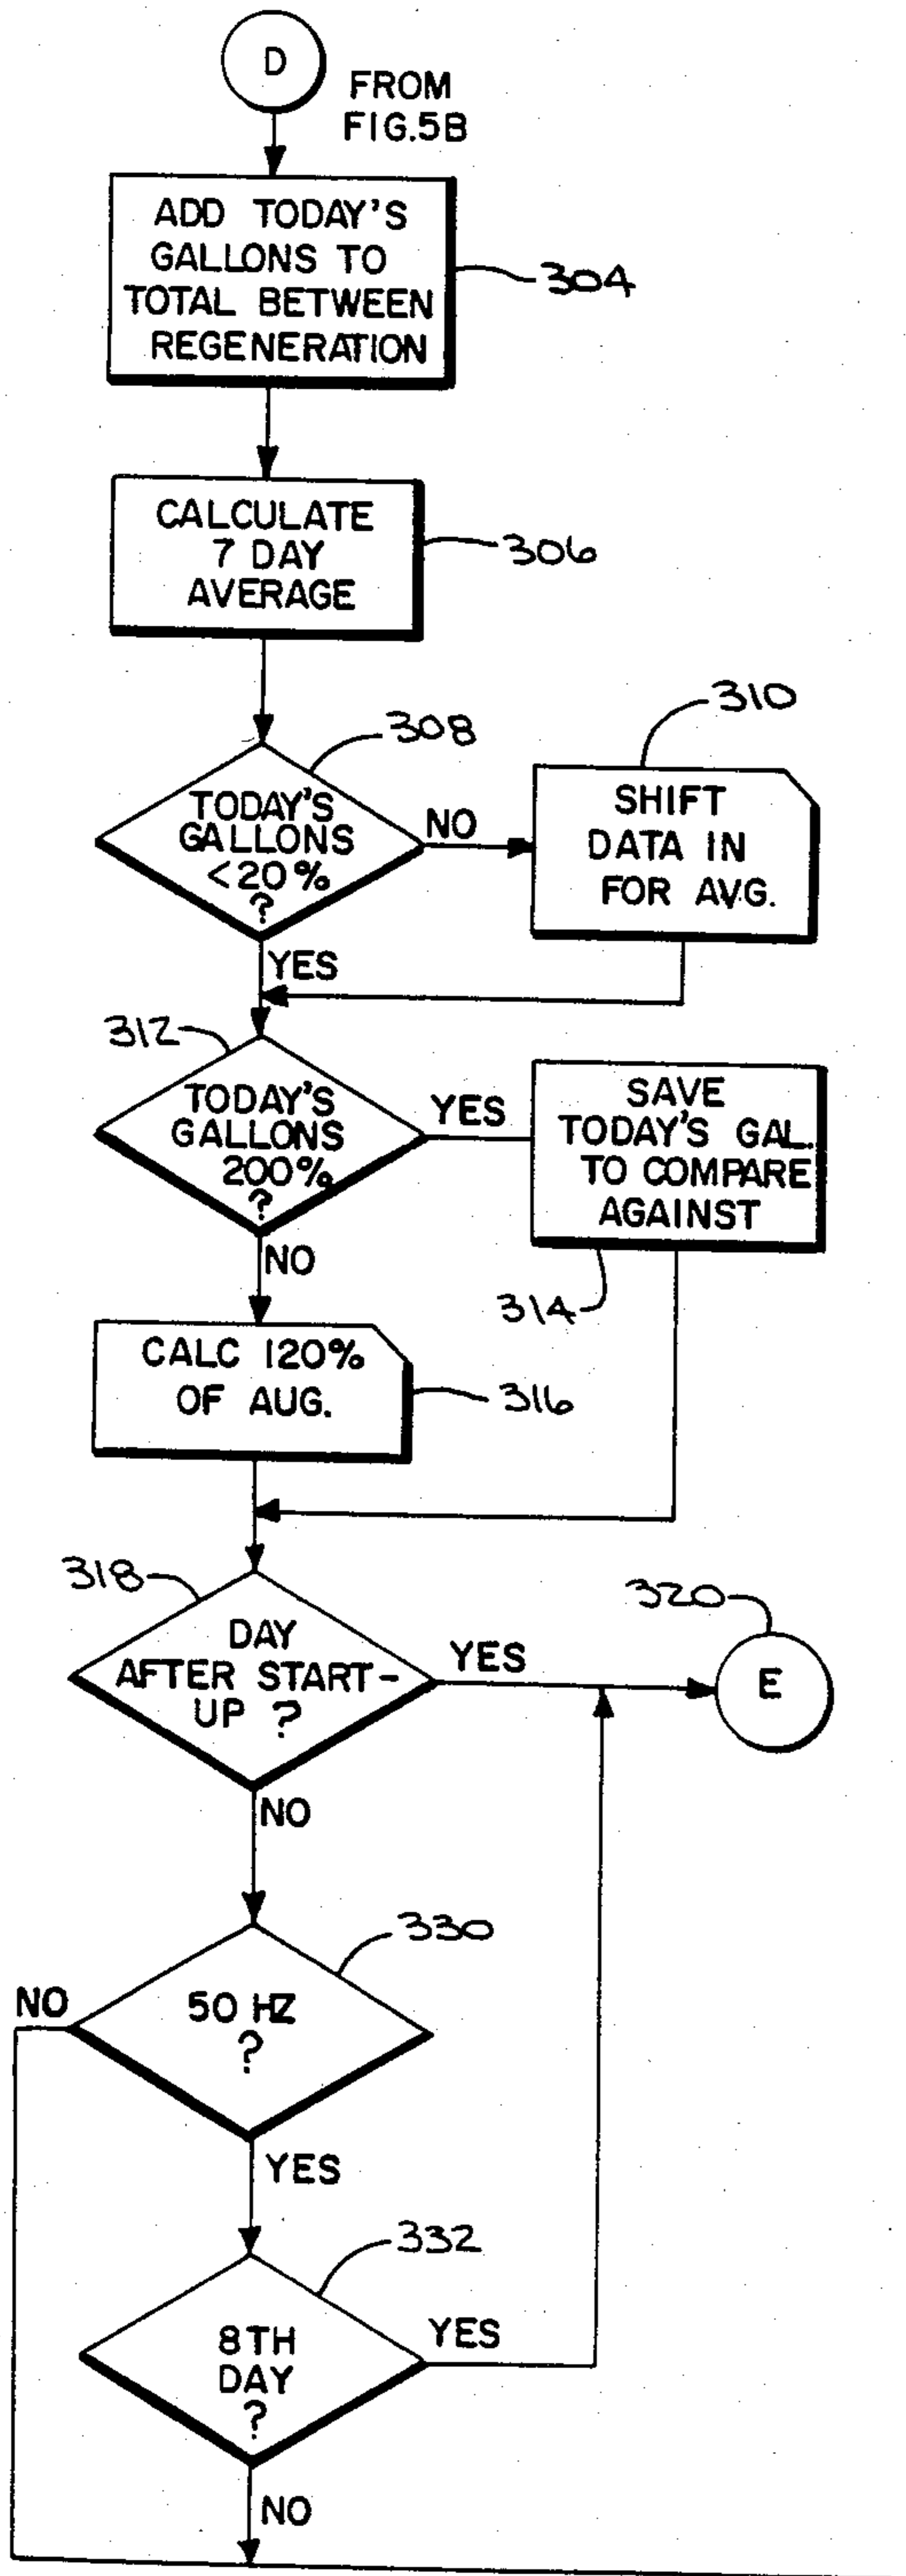 D
FROM
FIG.5B
ADD TODAY'S
GALLONS TO
TOTAL BETWEEN
REGENERATION
304
CALCULATE
7 DAY
AVERAGE
306
308
310
TODAY'S
GALLONS
<20%
?
NO
SHIFT
DATA IN
FOR AVG.
YES
312
TODAY'S
GALLONS
200%
?
YES
SAVE
TODAY'S GAL.
TO COMPARE
AGAINST
NO
314
CALC 120%
OF AUG.
316
318
320
DAY
AFTER START-
UP ?
YES
E
NO
330
NO
50 HZ
?
YES
332
8TH
DAY
?
YES
NO